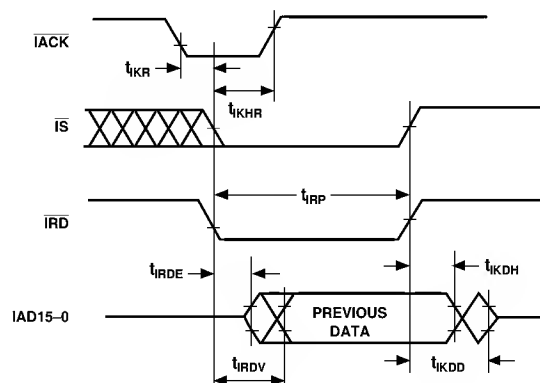 IACK
tIKR
tIKHR
IS
tIRP
IRD
tIRDE
tIKDH
IAD15–0
PREVIOUS
DATA
tIRDV
tIKDD